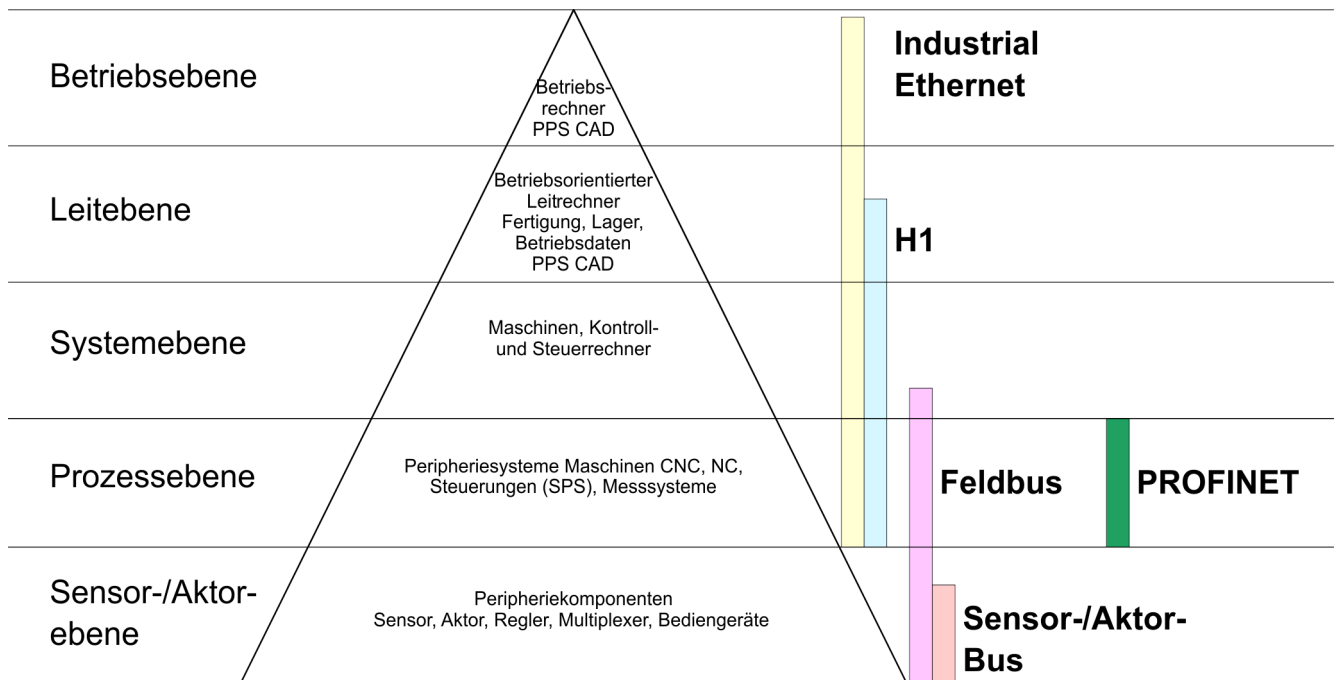 Betriebsebene
Betriebs-
rechner
PPS CAD
Industrial
Ethernet
Leitebene
Betriebsorientierter
Leitrechner
Fertigung, Lager,
Betriebsdaten
PPS CAD
H1
Systemebene
Maschinen, Kontroll-
und Steuerrechner
Prozessebene
Peripheriesysteme Maschinen CNC, NC,
Steuerungen (SPS), Messsysteme
Feldbus
PROFINET
Sensor-/Aktor-
ebene
Peripheriekomponenten
Sensor, Aktor, Regler, Multiplexer, Bediengeräte
Sensor-/Aktor-
Bus